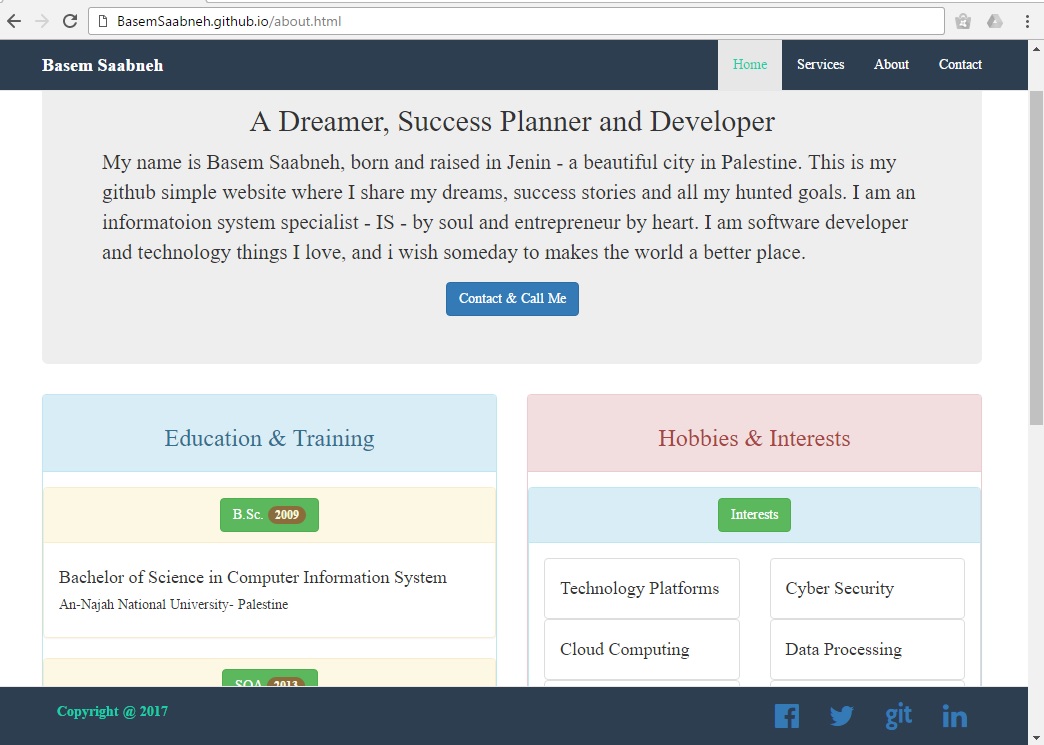 BasemSaabneh.github.io/about.html
Basem Saabneh
Home Services About Contact
A Dreamer, Success Planner and Developer
My name is Basem Saabneh, born and raised in Jenin - a beautiful city in Palestine. This is my
github simple website where I share my dreams, success stories and all my hunted goals. I am an
informatoion system specialist - IS - by soul and entrepreneur by heart. I am software developer
and technology things I love, and i wish someday to makes the world a better place.
Contact & Call Me
Education & Training
B.Sc. 2009
Bachelor of Science in Computer Information System
An-Najah National University- Palestine
SOA 2013
Hobbies & Interests
Interests
Technology Platforms
Cyber Security
Cloud Computing
Data Processing
Copyright @ 2017
git
in